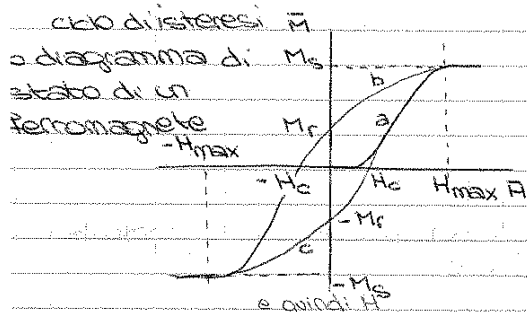 ciclo di isteresi
o diagramma di
stato di un
ferromagnete
M
Ms
b
a
Mr
-Hmax
-Hc
Hc
Hmax
H
-Mr
c
-Ms
e quindi H